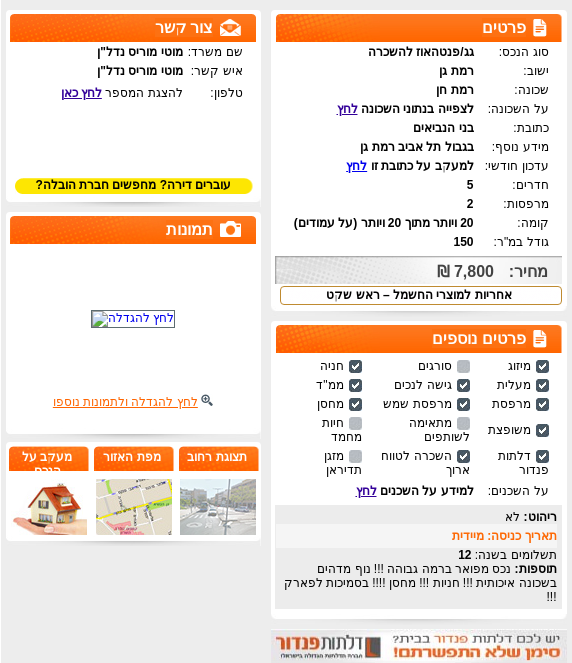 פרטים
סוג הנכס: גג/פנטהאוז להשכרה
ישוב: רמת גן
שכונה: רמת חן
על השכונה: לצפייה בנתוני השכונה לחץ
כתובת: בני הנביאים
מידע נוסף: בגבול תל אביב רמת גן
עדכון חודשי: למעקב על כתובת זו לחץ
חדרים: 5
מרפסות: 2
קומה: 20 ויותר מתוך 20 ויותר (על עמודים)
גודל במ"ר: 150
מחיר: 7,800 ₪
אחריות למוצרי החשמל – ראש שקט
פרטים נוספים
מיזוג סורגים חניה
מעלית גישה לנכים ממ"ד
מרפסת מרפסת שמש מחסן
משופצת מתאימה לשותפים חיות מחמד
דלתות פנדור השכרה לטווח ארוך מזגן תדיראן
על השכנים: למידע על השכנים לחץ
ריהוט: לא
תאריך כניסה: מיידית
תשלומים בשנה: 12
תוספות: נכס מפואר ברמה גבוהה !!! נוף מדהים
בשכונה איכותית !!! חניות !!! מחסן !!!! בסמיכות לפארק
!!!
יש לכם דלתות פנדור בבית?
סימן שלא התפשרתם!
דלתות פנדור
חברת הדלתות הגדולה בישראל
צור קשר
שם משרד: מוטי מוריס נדל"ן
איש קשר: מוטי מוריס נדל"ן
טלפון: להצגת המספר לחץ כאן
עוברים דירה? מחפשים חברת הובלה?
תמונות
לחץ להגדלה
לחץ להגדלה ולתמונות נוספו
תצוגת רחוב
מפת האזור
מעקב על
הנכס